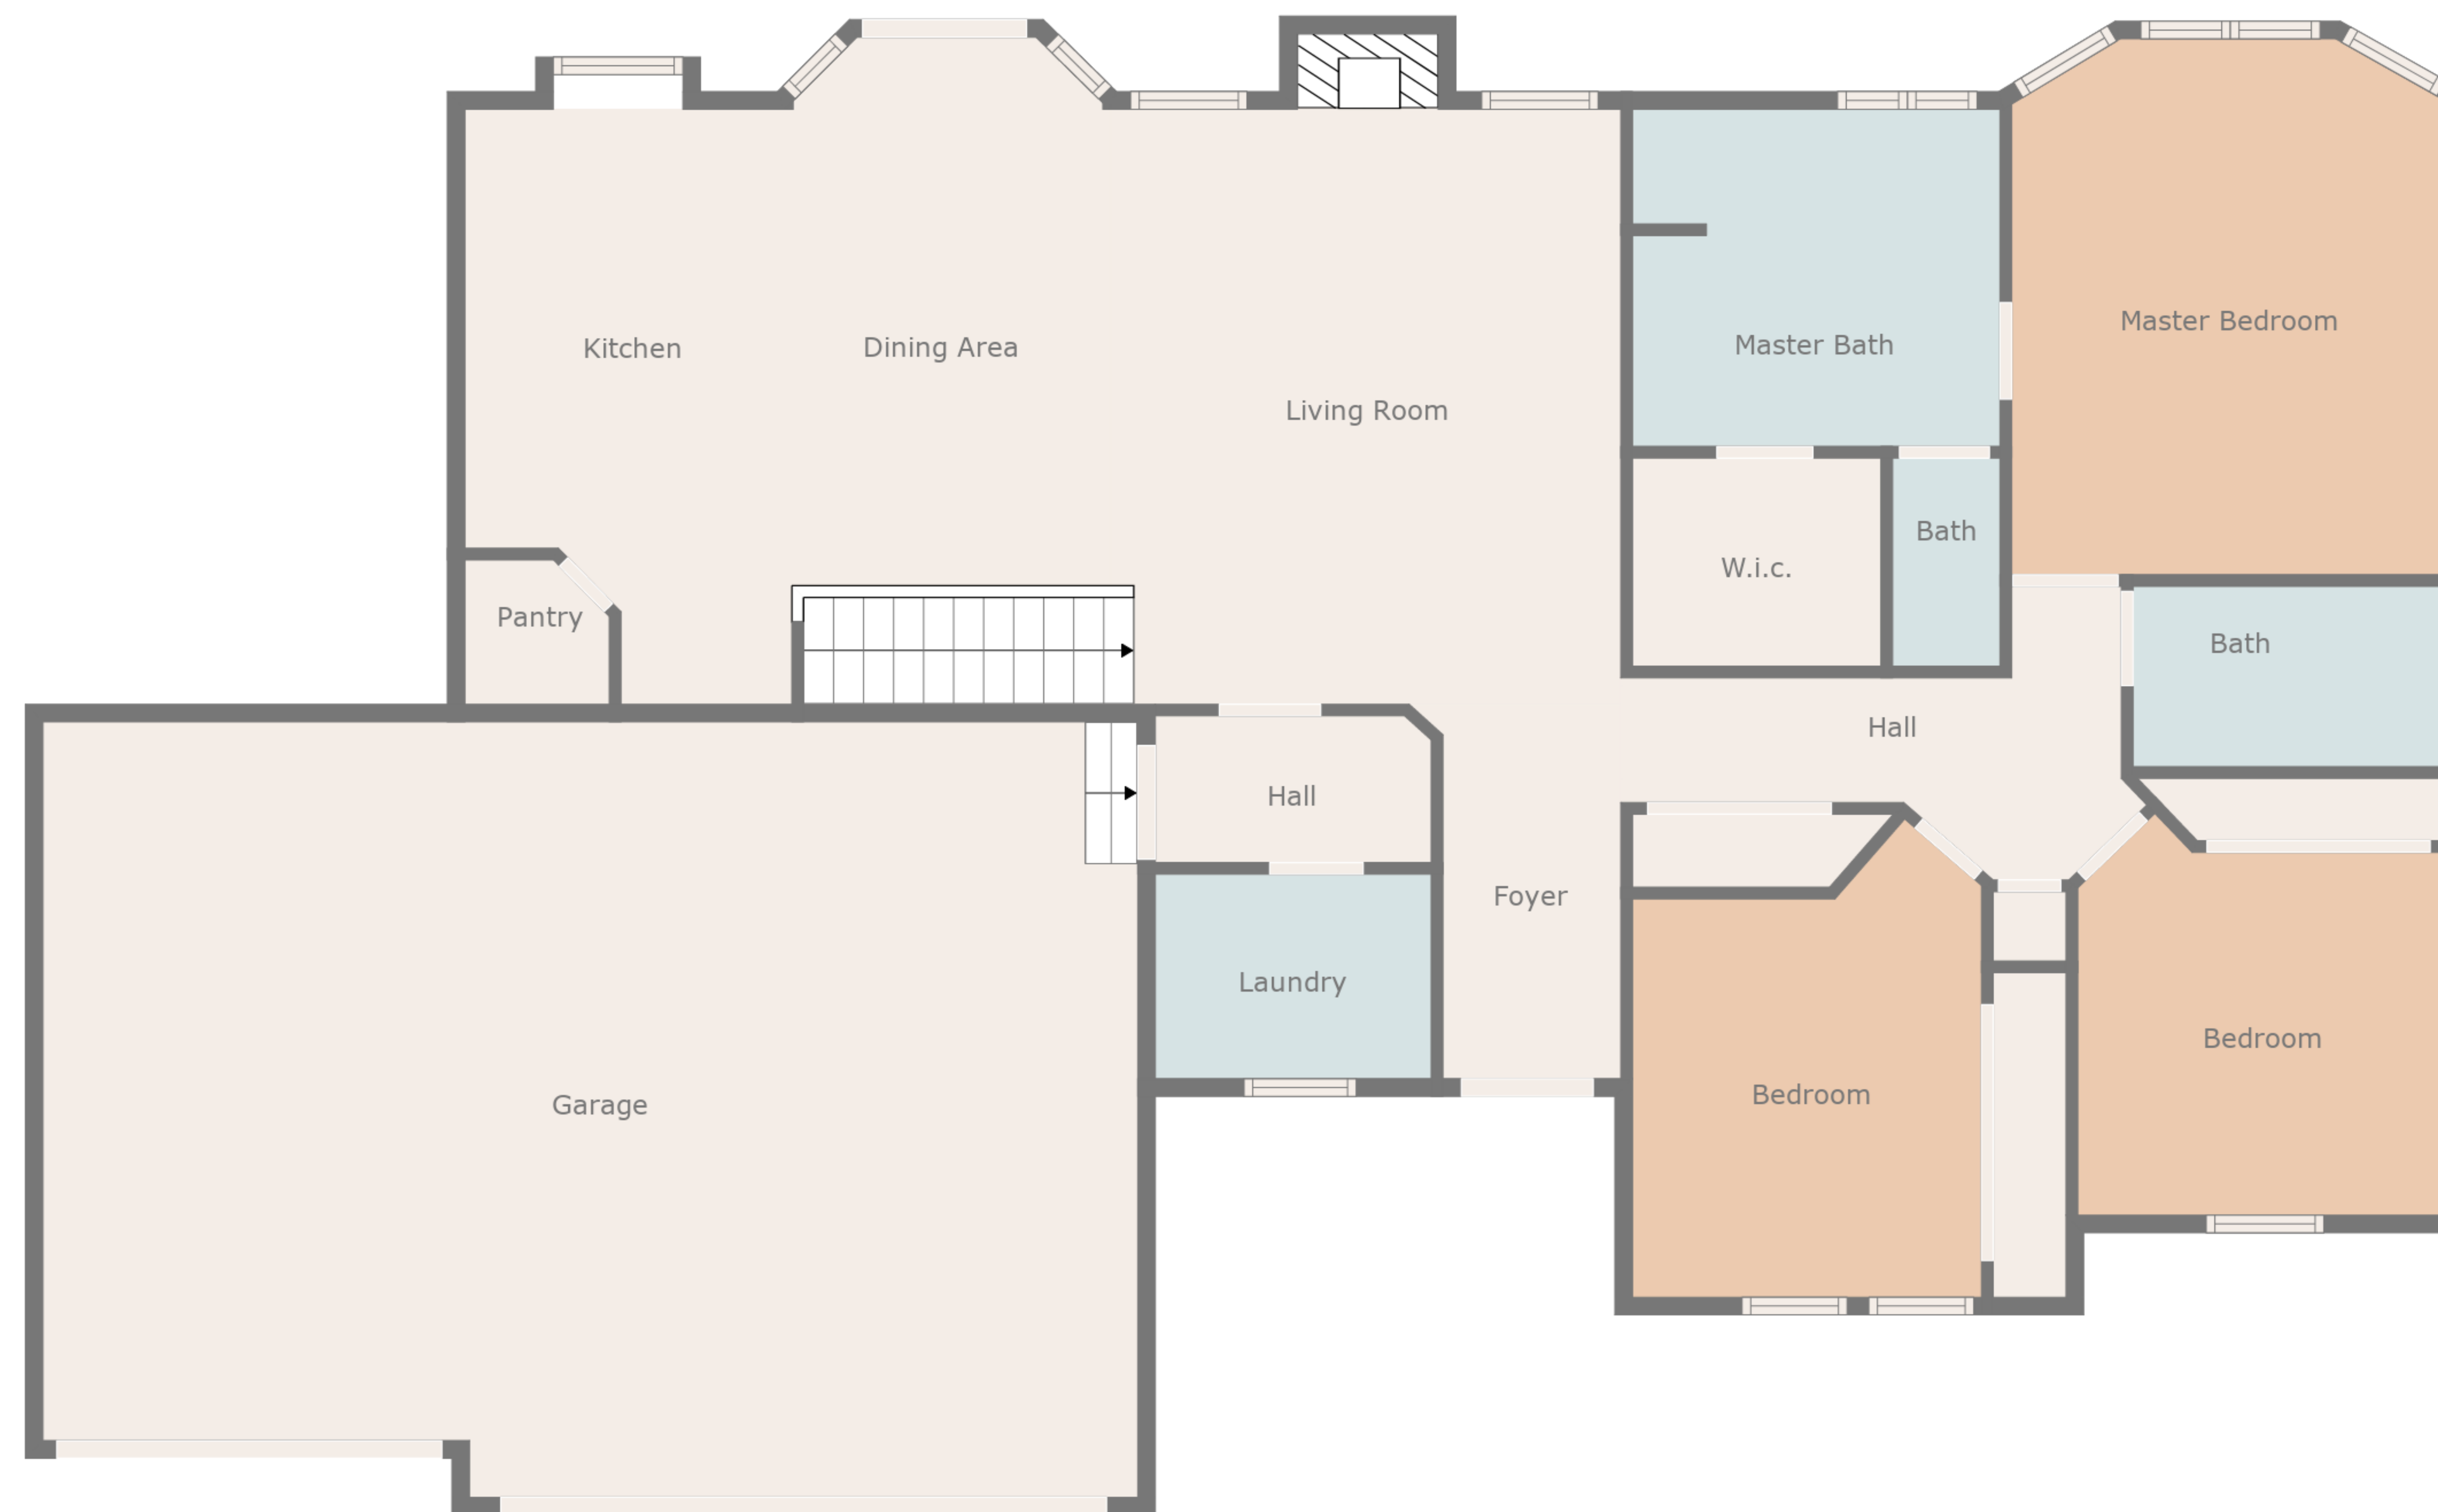 Kitchen
Dining Area
Living Room
Master Bath
Master Bedroom
Pantry
W.i.c.
Bath
Bath
Hall
Hall
Foyer
Laundry
Garage
Bedroom
Bedroom